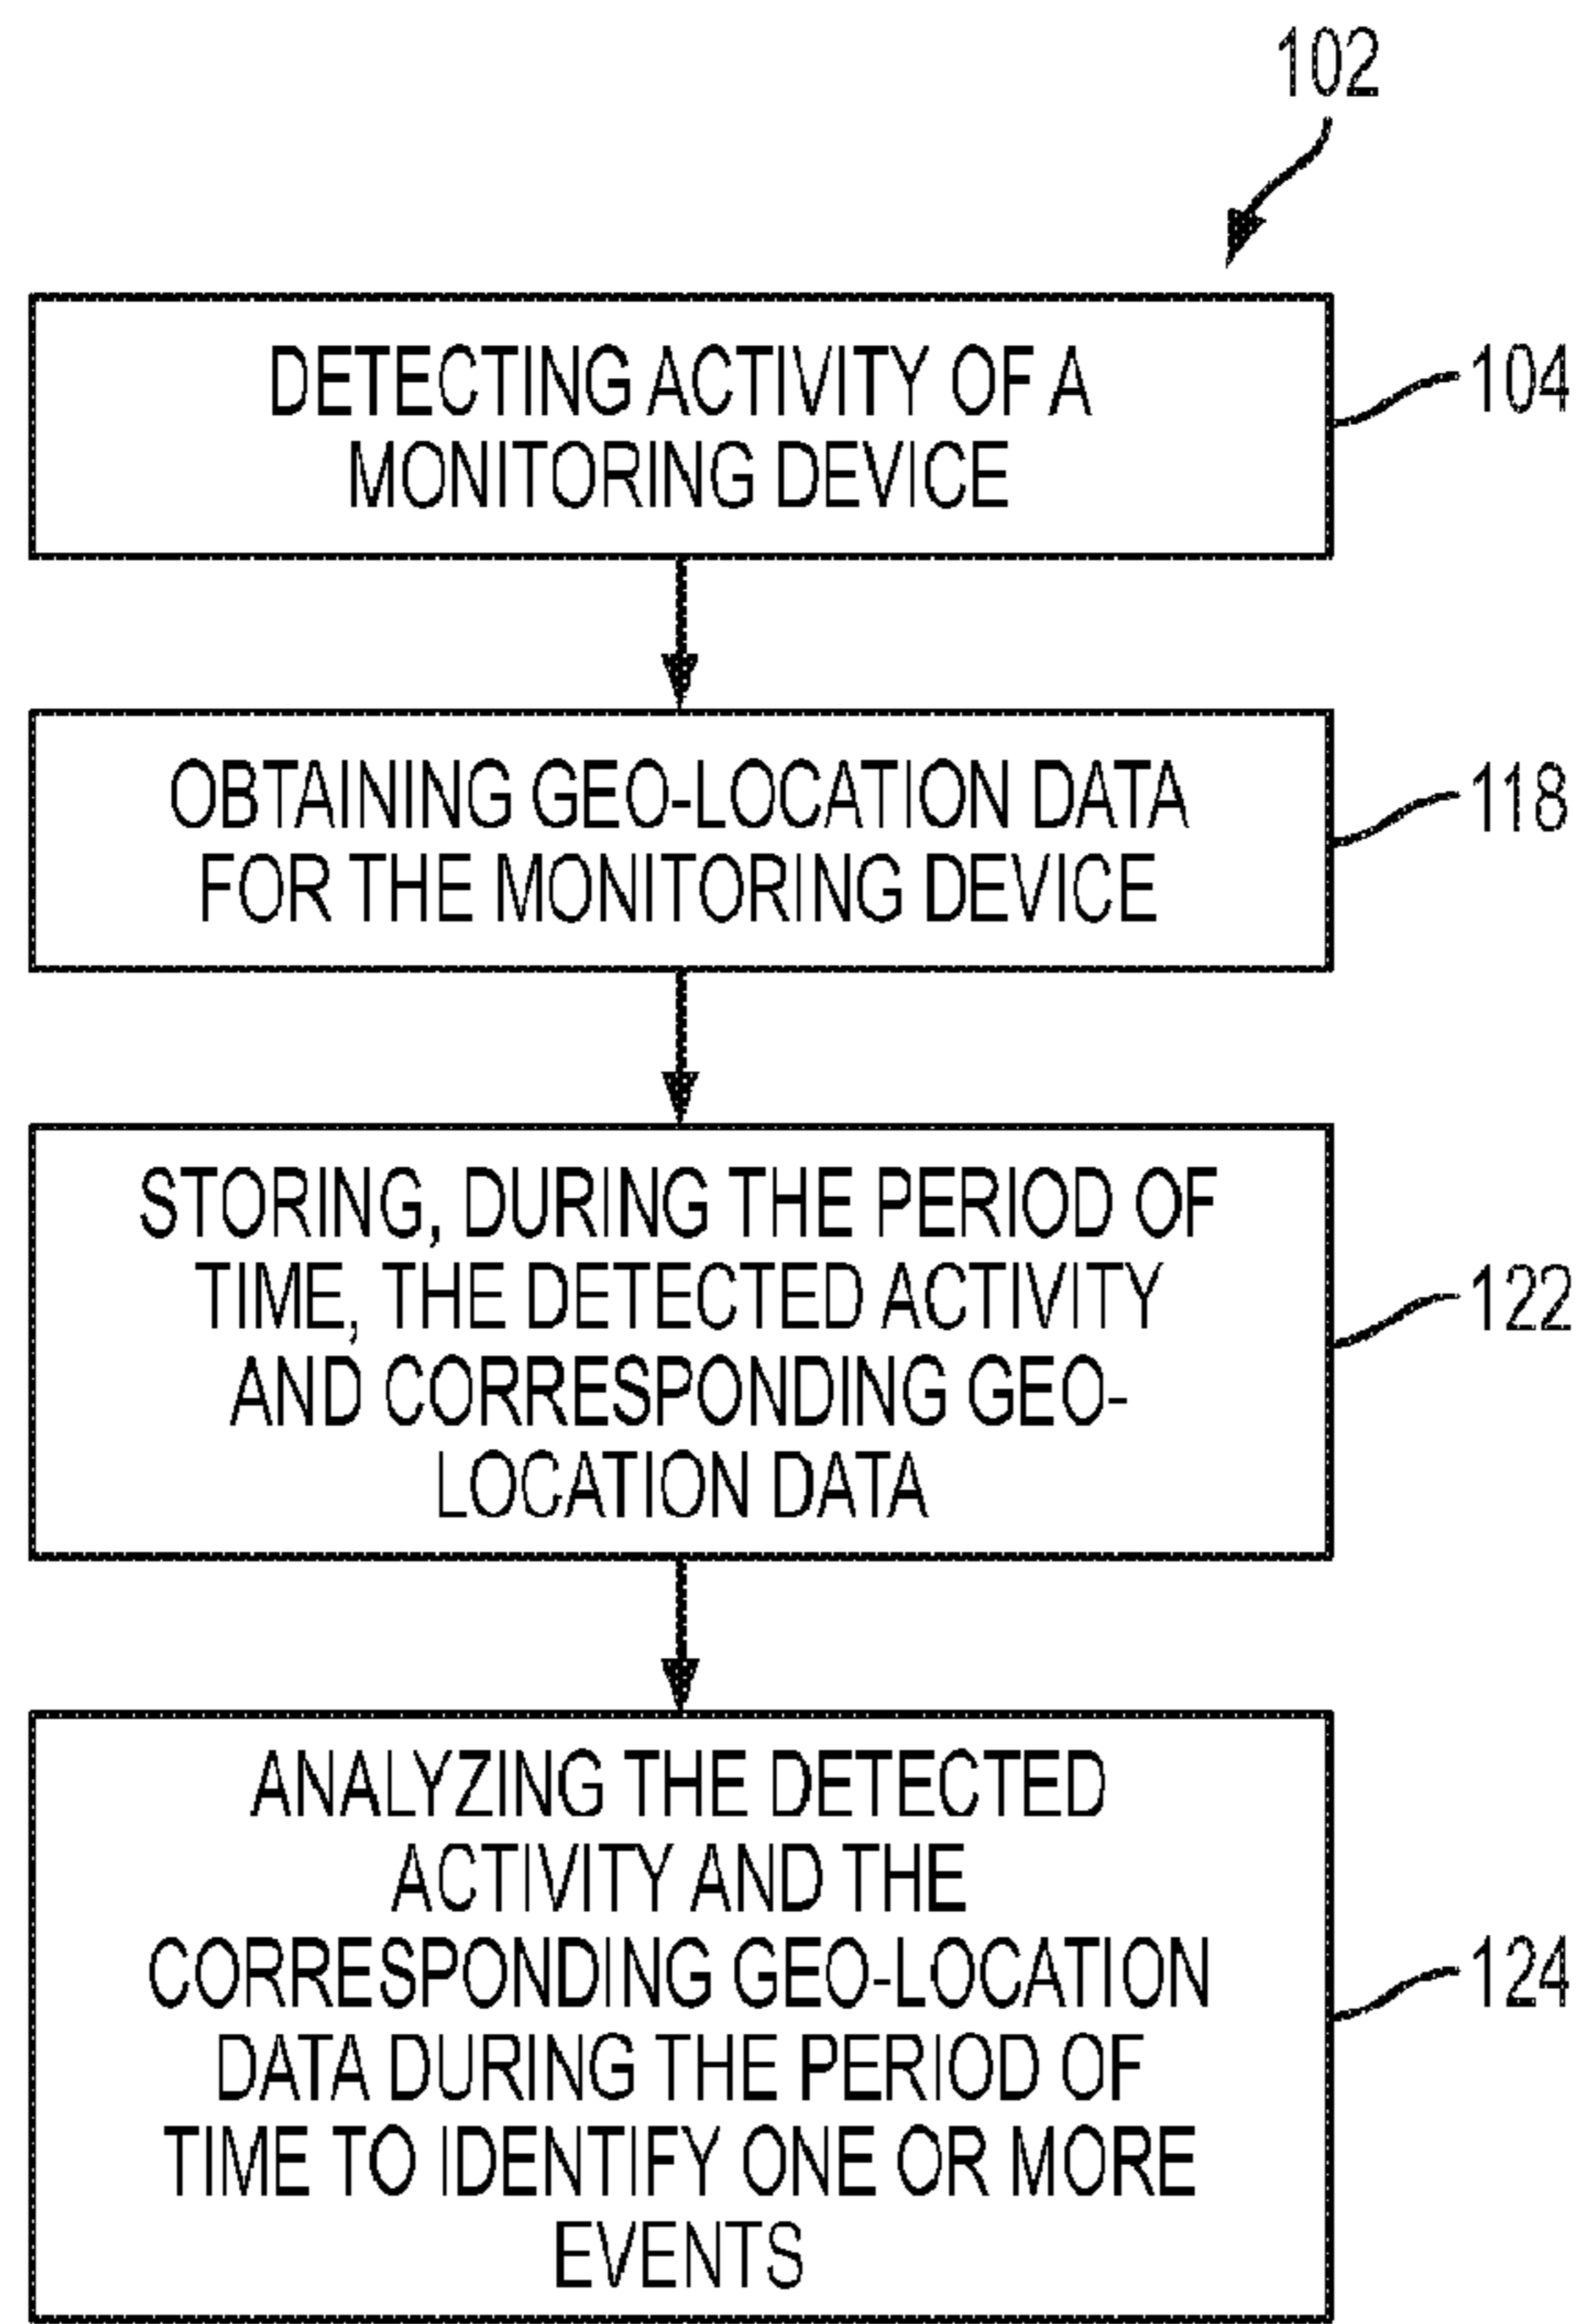 102
DETECTING ACTIVITY OF A
MONITORING DEVICE
104
OBTAINING GEO-LOCATION DATA
FOR THE MONITORING DEVICE
118
STORING, DURING THE PERIOD OF
TIME, THE DETECTED ACTIVITY
AND CORRESPONDING GEO-
LOCATION DATA
122
ANALYZING THE DETECTED
ACTIVITY AND THE
CORRESPONDING GEO-LOCATION
DATA DURING THE PERIOD OF
TIME TO IDENTIFY ONE OR MORE
EVENTS
124